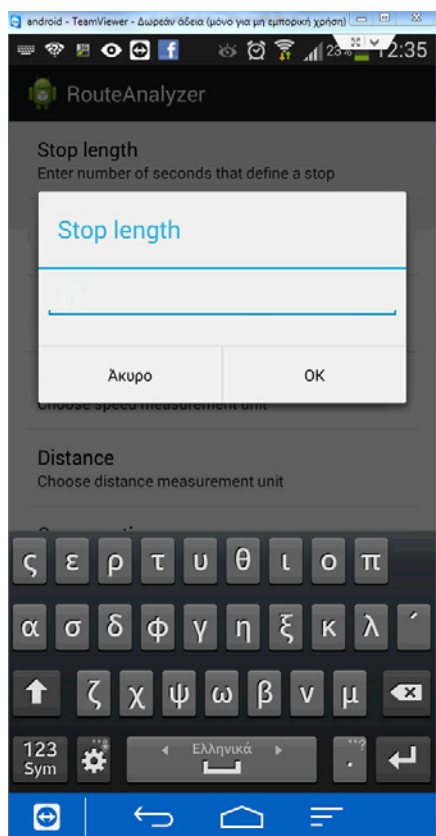 android - TeamViewer - Δωρεάν άδεια (μόνο για μη εμπορική χρήση)
23% 12:35
RouteAnalyzer
Stop length
Enter number of seconds that define a stop
Stop length
Άκυρο OK
Choose speed measurement unit
Distance
Choose distance measurement unit
ς ε ρ τ υ θ ι ο π
α σ δ φ γ η ξ κ λ ΄
ζ χ ψ ω β ν μ
123 Ελληνικά ..?
Sym .